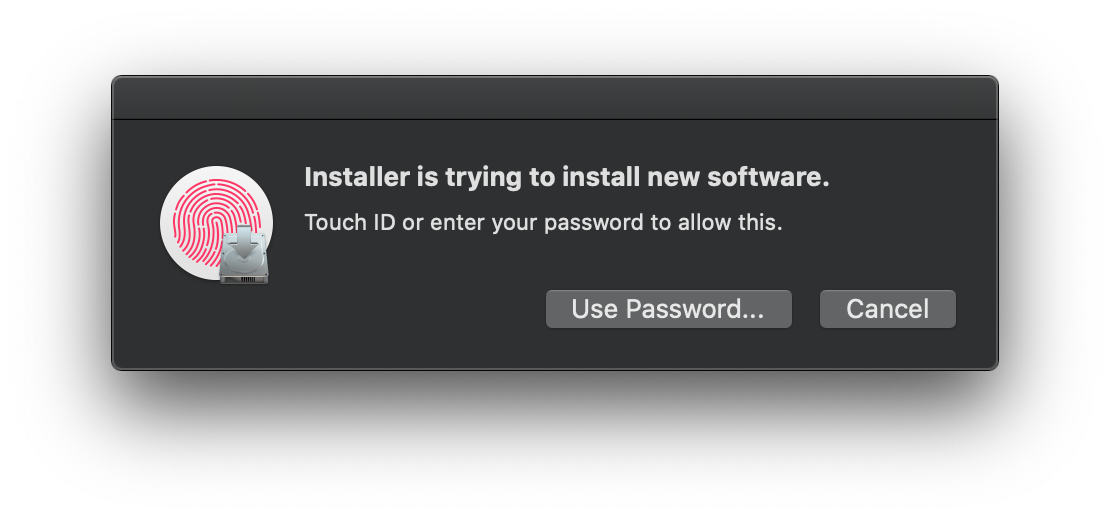 Installer is trying to install new software.
Touch ID or enter your password to allow this.
Use Password...
Cancel